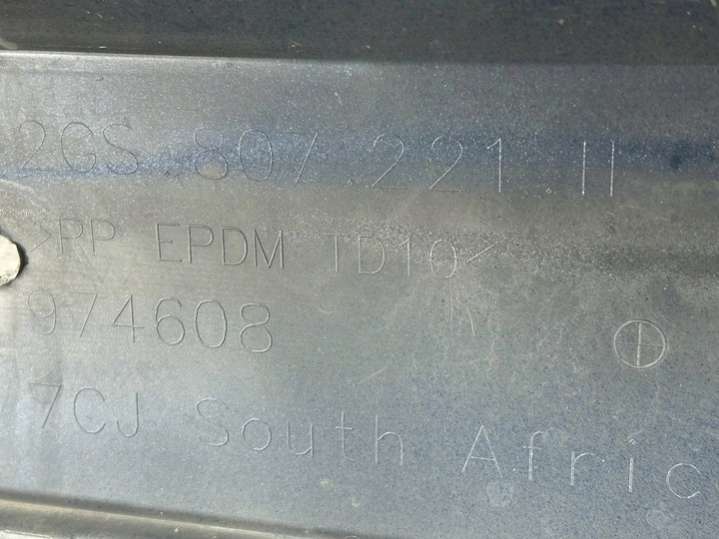 2GS.807.221 H
>PP EPDM TD10<
974608
7CJ South Afric